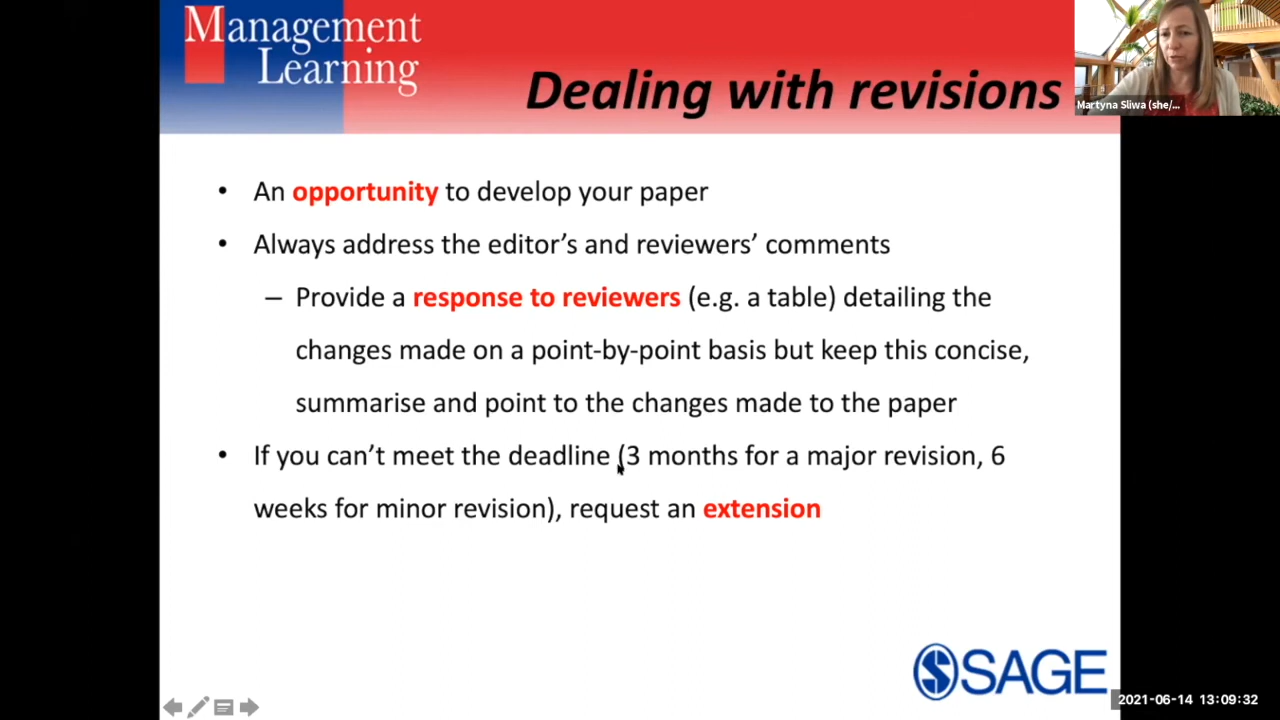 Management
Learning
Dealing with revisions
Martyna Sliwa (she/...
• An opportunity to develop your paper
• Always address the editor's and reviewers' comments
– Provide a response to reviewers (e.g. a table) detailing the
changes made on a point-by-point basis but keep this concise,
summarise and point to the changes made to the paper
• If you can't meet the deadline (3 months for a major revision, 6
weeks for minor revision), request an extension
SAGE
2021-06-14 13:09:32